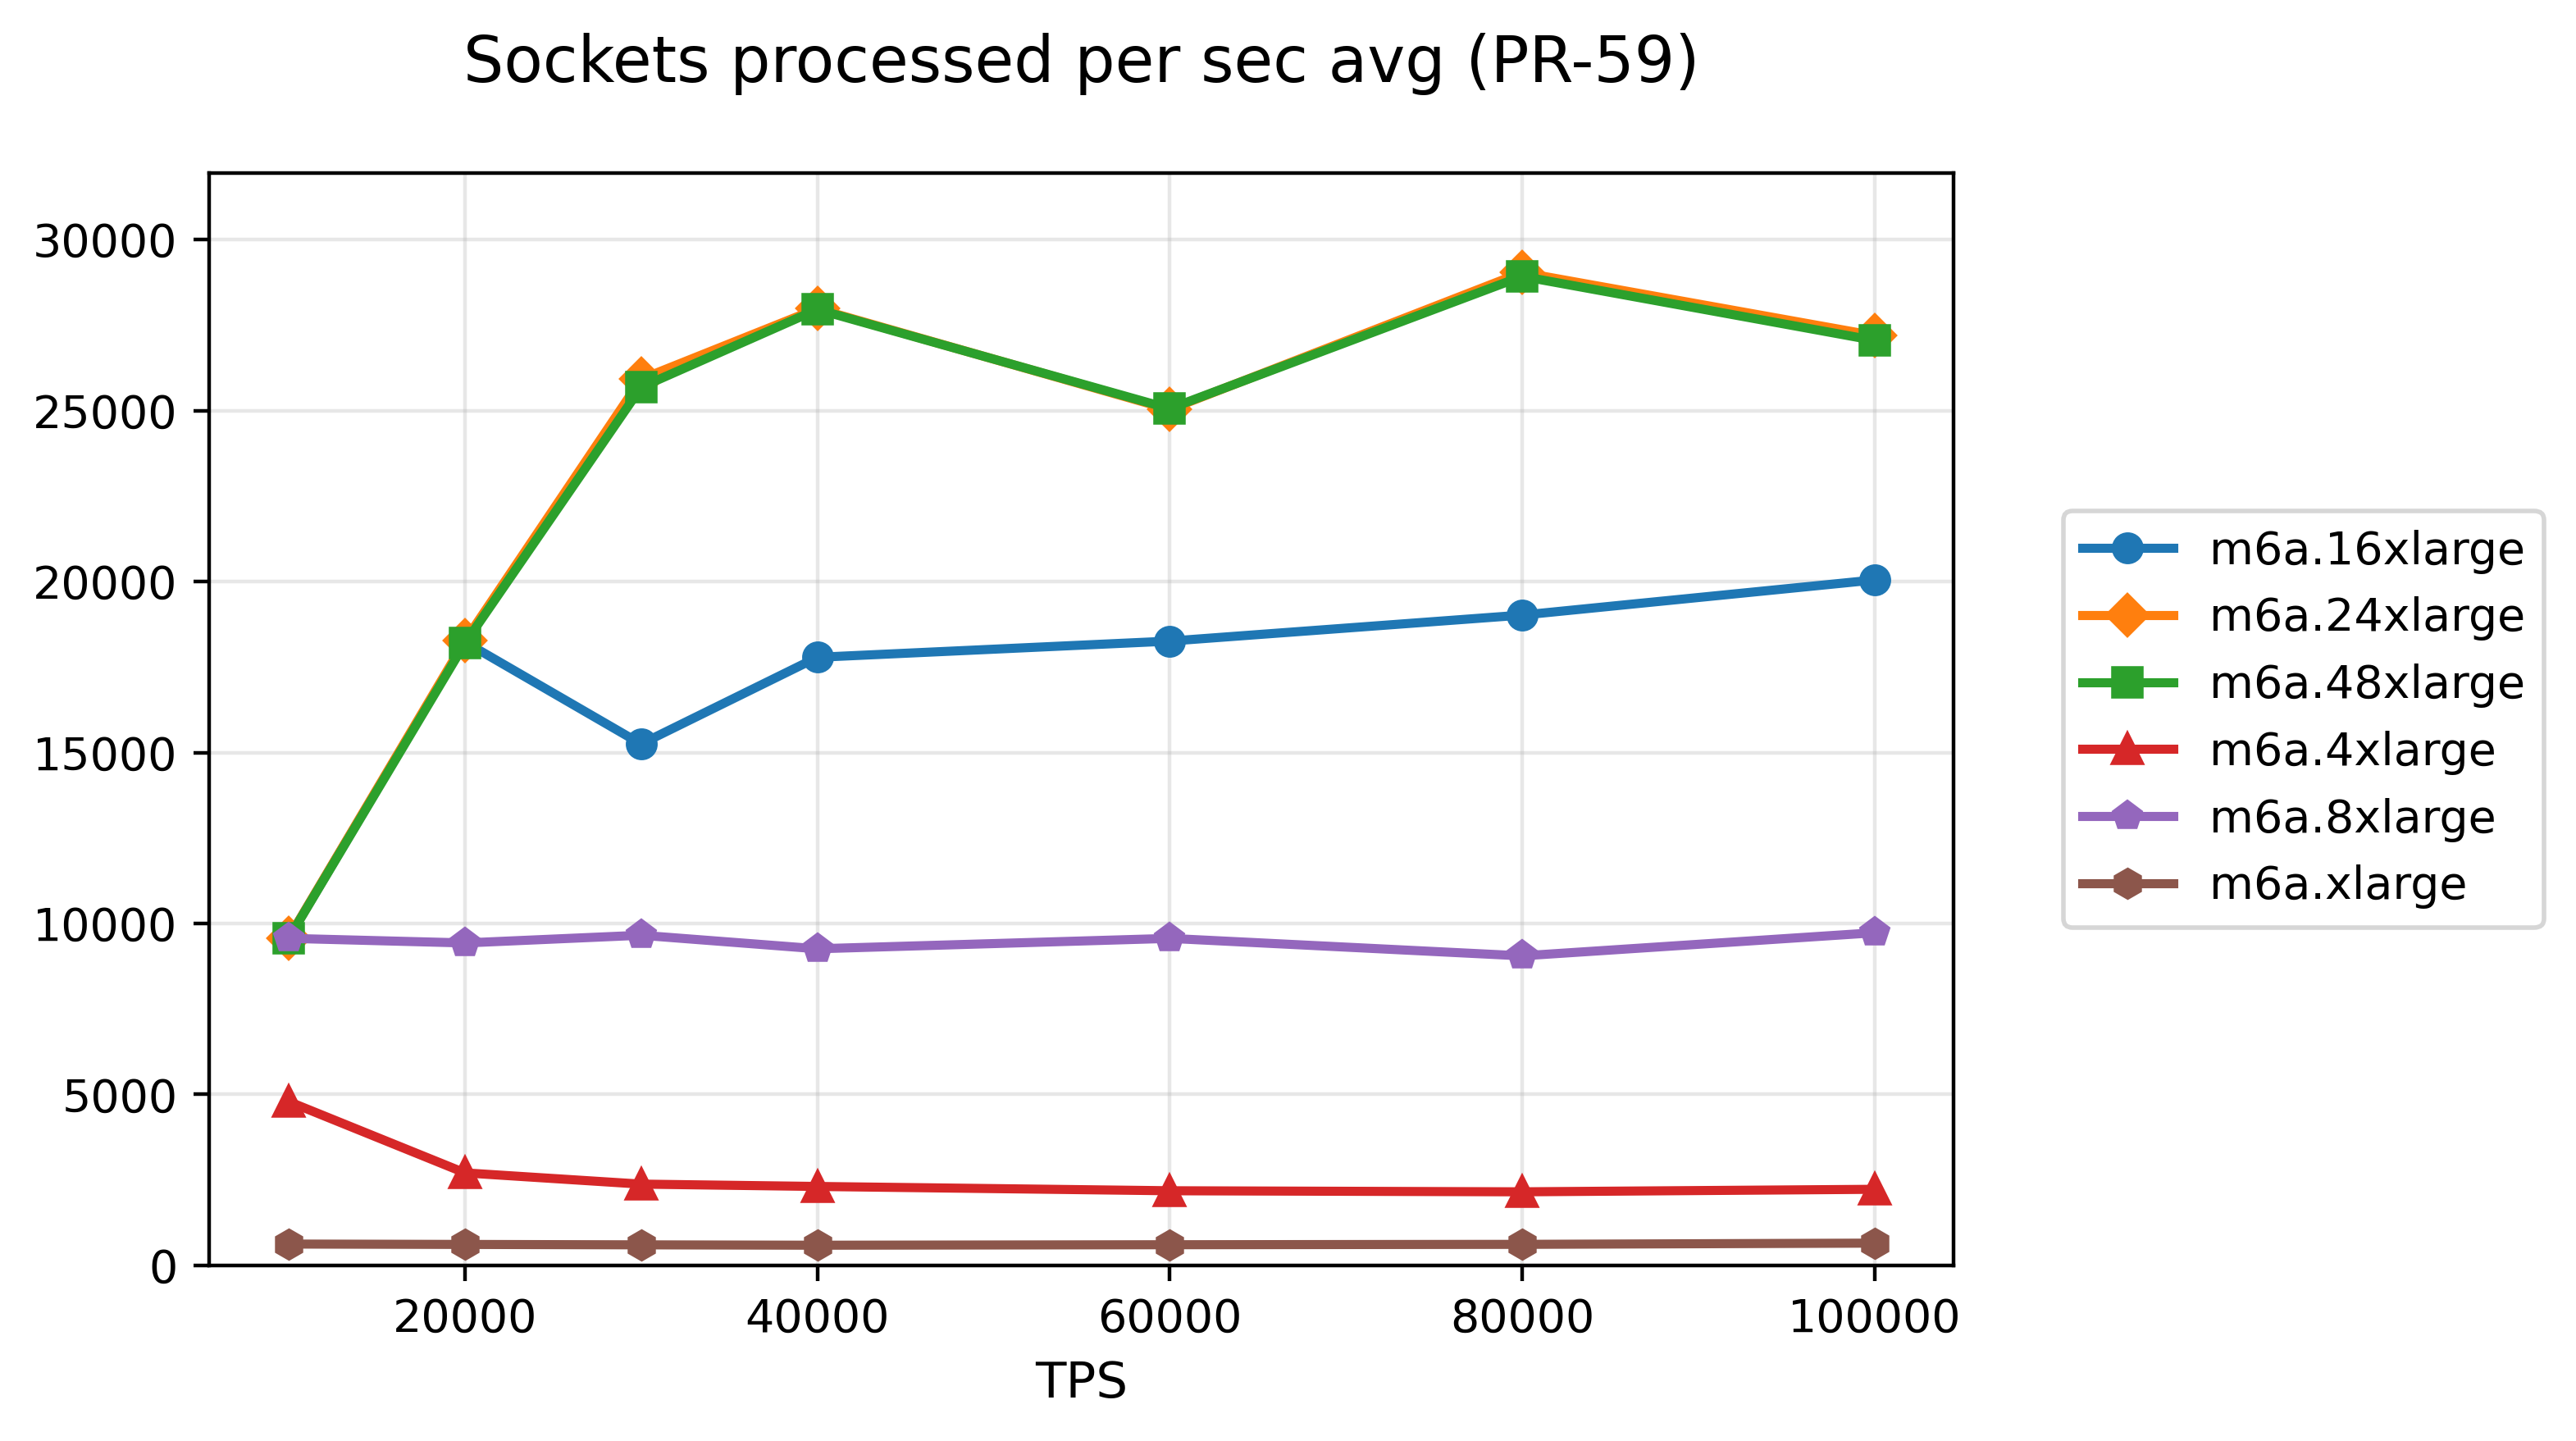 Sockets processed per sec avg (PR-59)
30000
25000
20000
15000
10000
5000
0
20000 40000 60000 80000 100000
TPS
m6a.16xlarge
m6a.24xlarge
m6a.48xlarge
m6a.4xlarge
m6a.8xlarge
m6a.xlarge